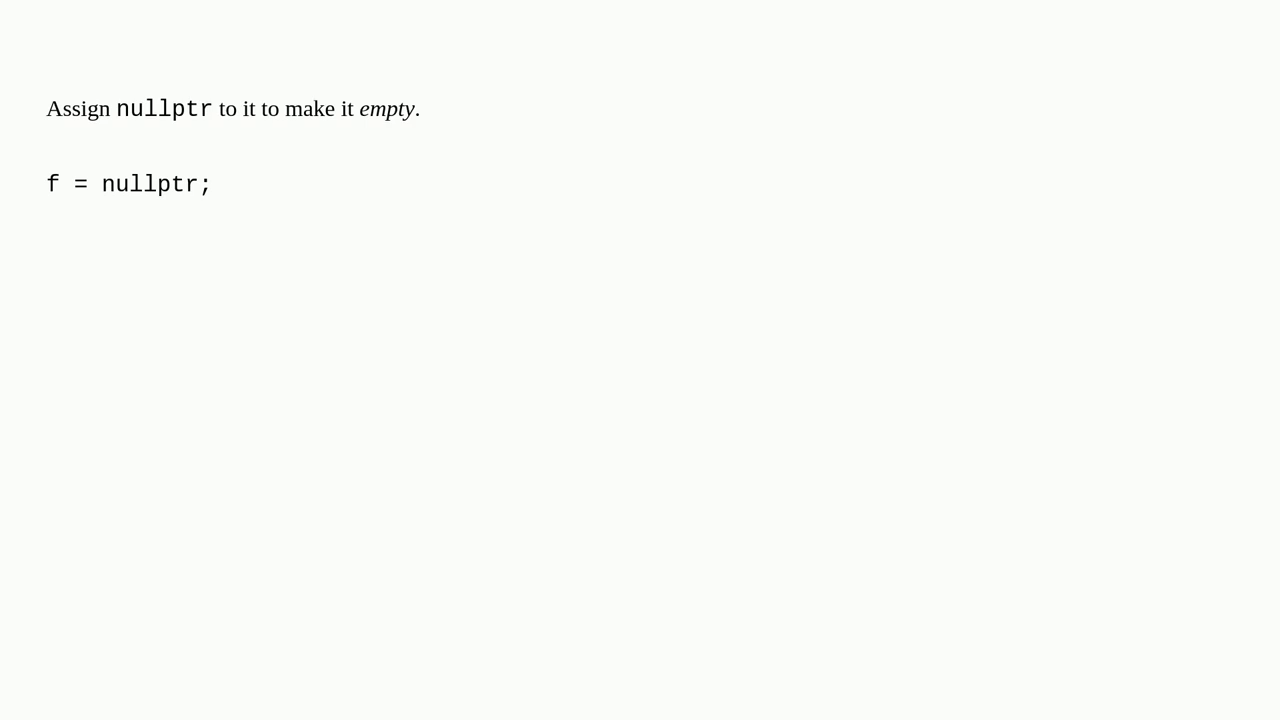 Assign nullptr to it to make it empty.
f = nullptr;